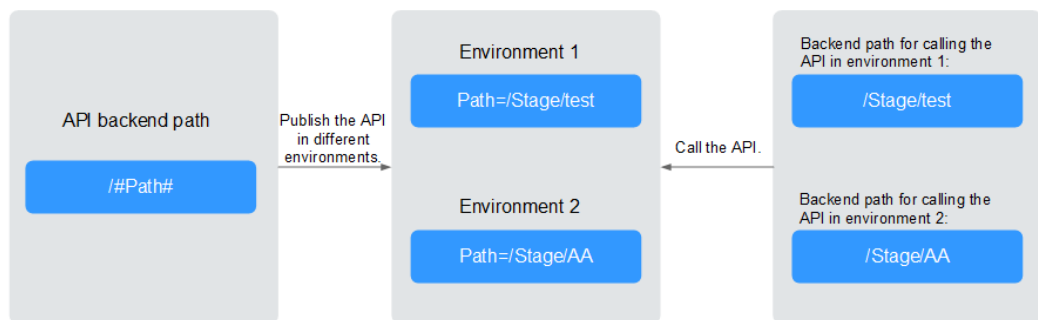 API backend path
/#Path#
Publish the API
in different
environments.
Environment 1
Path=/Stage/test
Environment 2
Path=/Stage/AA
Call the API.
Backend path for calling the
API in environment 1:
/Stage/test
Backend path for calling the
API in environment 2:
/Stage/AA